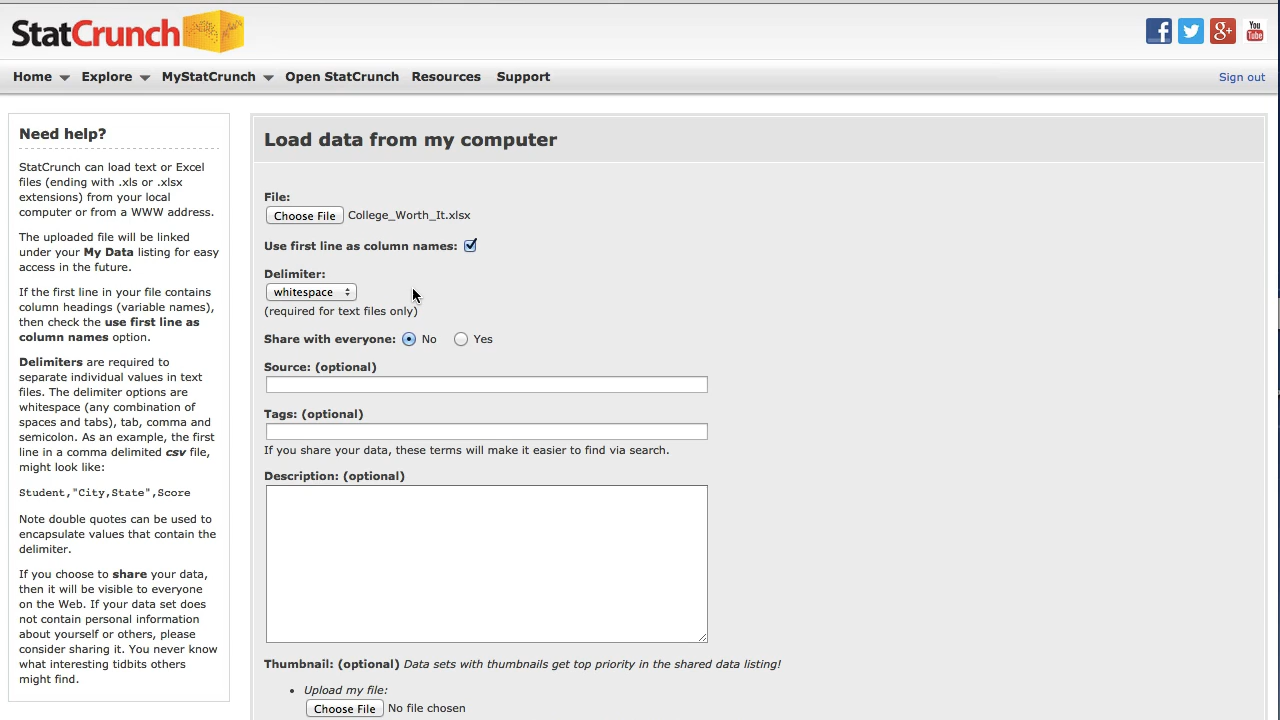 StatCrunch
You
Tube
Home Explore MyStatCrunch Open StatCrunch Resources Support
Sign out
Need help?
StatCrunch can load text or Excel
files (ending with .xls or .xlsx
extensions) from your local
computer or from a WWW address.
The uploaded file will be linked
under your My Data listing for easy
access in the future.
If the first line in your file contains
column headings (variable names),
then check the use first line as
column names option.
Delimiters are required to
separate individual values in text
files. The delimiter options are
whitespace (any combination of
spaces and tabs), tab, comma and
semicolon. As an example, the first
line in a comma delimited csv file,
might look like:
Student,"City,State",Score
Note double quotes can be used to
encapsulate values that contain the
delimiter.
If you choose to share your data,
then it will be visible to everyone
on the Web. If your data set does
not contain personal information
about yourself or others, please
consider sharing it. You never know
what interesting tidbits others
might find.
Load data from my computer
File:
Choose File College_Worth_It.xlsx
Use first line as column names:
Delimiter:
whitespace
(required for text files only)
Share with everyone: No Yes
Source: (optional)
Tags: (optional)
If you share your data, these terms will make it easier to find via search.
Description: (optional)
Thumbnail: (optional) Data sets with thumbnails get top priority in the shared data listing!
• Upload my file:
Choose File No file chosen